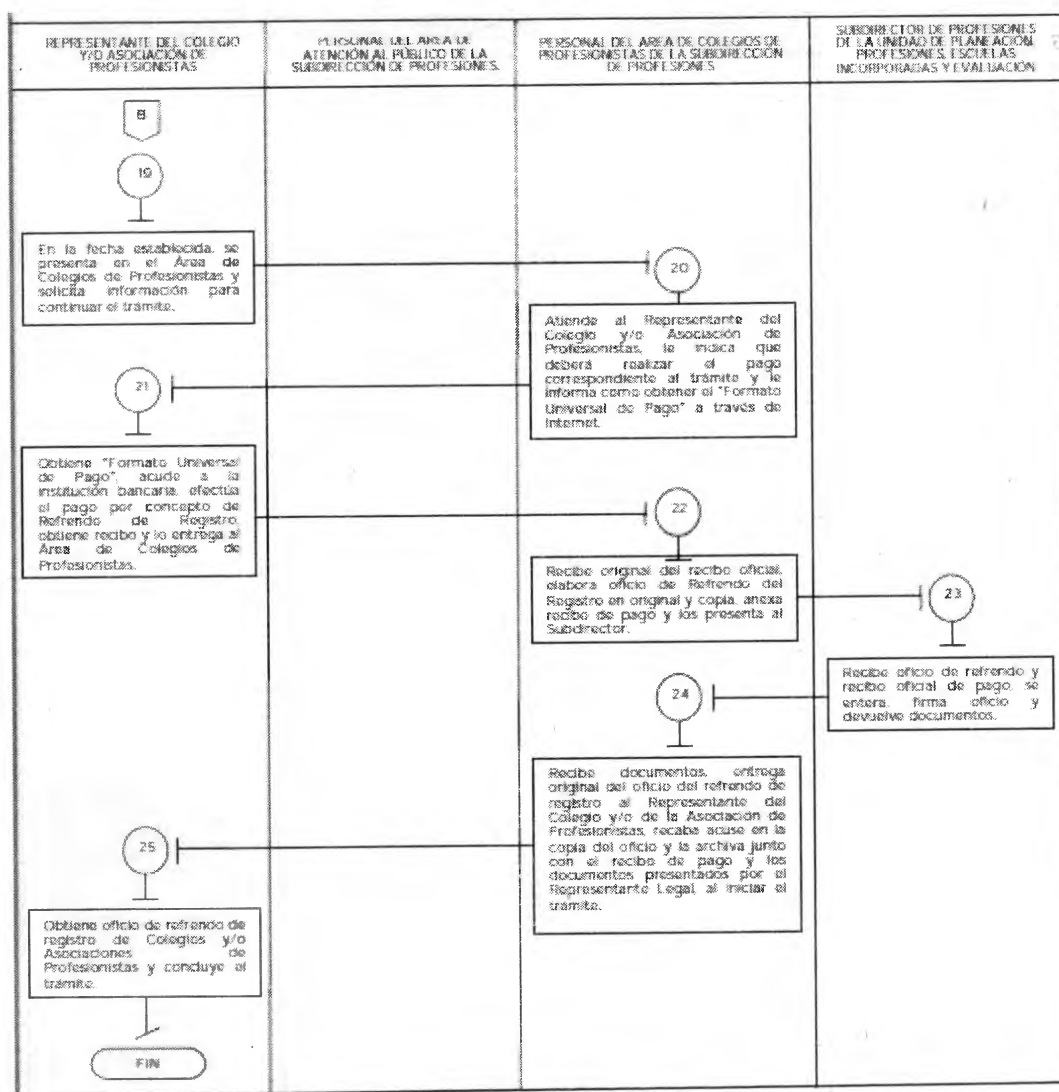 REPRESENTANTE DEL COLEGIO
Y/O ASOCIACIÓN DE
PROFESIONISTAS
PERSONAL DEL AREA DE
ATENCIÓN AL PÚBLICO DE LA
SUBDIRECCIÓN DE PROFESIONES.
PERSONAL DEL AREA DE COLEGIOS DE
PROFESIONISTAS DE LA SUBDIRECCIÓN
DE PROFESIONES
SUBDIRECTOR DE PROFESIONES
DE LA UNIDAD DE PLANEACIÓN,
PROFESIONES, ESCUELAS
INCORPORADAS Y EVALUACIÓN
B
19
En la fecha establecida, se
presenta en el Área de
Colegios de Profesionistas y
solicita información para
continuar el trámite.
20
Atiende al Representante del
Colegio y/o Asociación de
Profesionistas, le indica que
deberá realizar el pago
correspondiente al trámite y le
informa como obtener el "Formato
Universal de Pago" a través de
Internet.
21
Obtiene "Formato Universal
de Pago", acude a la
institución bancaria, efectúa
el pago por concepto de
Refrendo de Registro,
obtiene recibo y lo entrega al
Área de Colegios de
Profesionistas.
22
Recibe original del recibo oficial,
elabora oficio de Refrendo del
Registro en original y copia, anexa
recibo de pago y los presenta al
Subdirector.
23
Recibe oficio de refrendo y
recibo oficial de pago, se
entera, firma oficio y
devuelve documentos.
24
Recibe documentos, entrega
original del oficio del refrendo de
registro al Representante del
Colegio y/o de la Asociación de
Profesionistas, recaba acuse en la
copia del oficio y la archiva junto
con el recibo de pago y los
documentos presentados por el
Representante Legal, al iniciar el
trámite.
25
Obtiene oficio de refrendo de
registro de Colegios y/o
Asociaciones de
Profesionistas y concluye el
trámite.
FIN